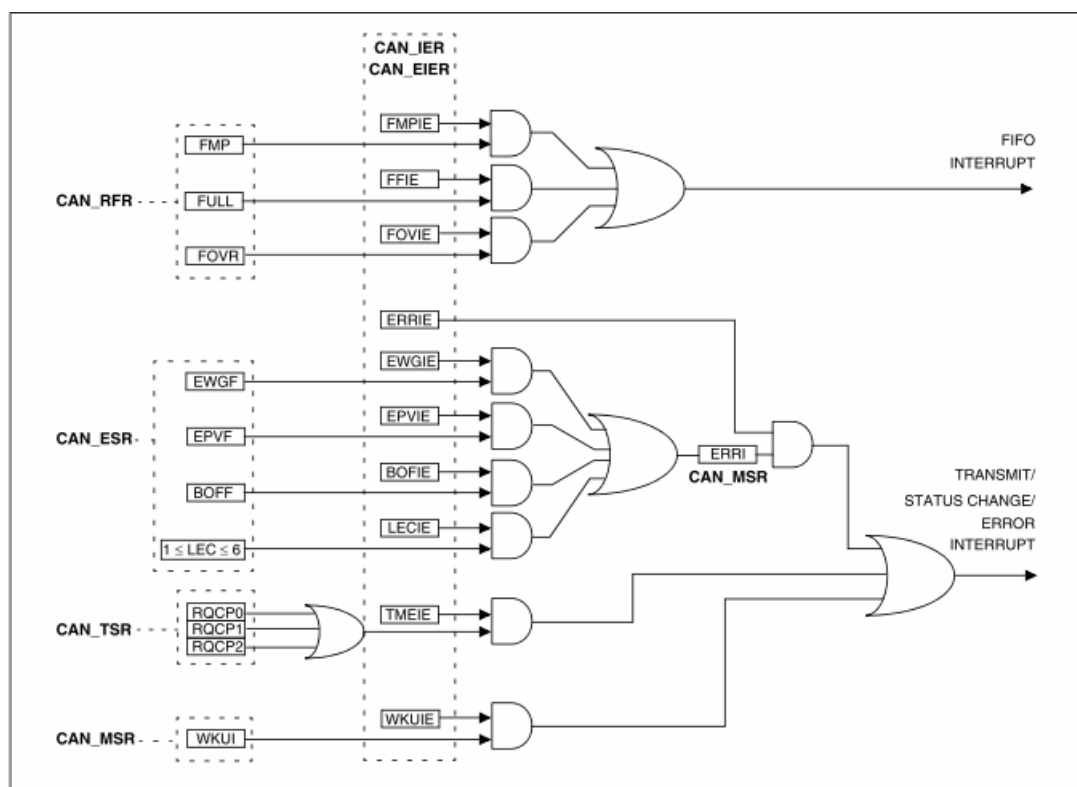 CAN_IER
CAN_EIER
FMPIE
FMP
FIFO
INTERRUPT
FFIE
CAN_RFR
FULL
FOVIE
FOVR
ERRIE
EWGIE
EWGF
EPVIE
CAN_ESR
EPVF
ERRI
CAN_MSR
BOFIE
BOFF
TRANSMIT/
STATUS CHANGE/
ERROR
INTERRUPT
LECIE
1 ≤ LEC ≤ 6
RQCP0
TMEIE
CAN_TSR
RQCP1
RQCP2
WKUIE
CAN_MSR
WKUI